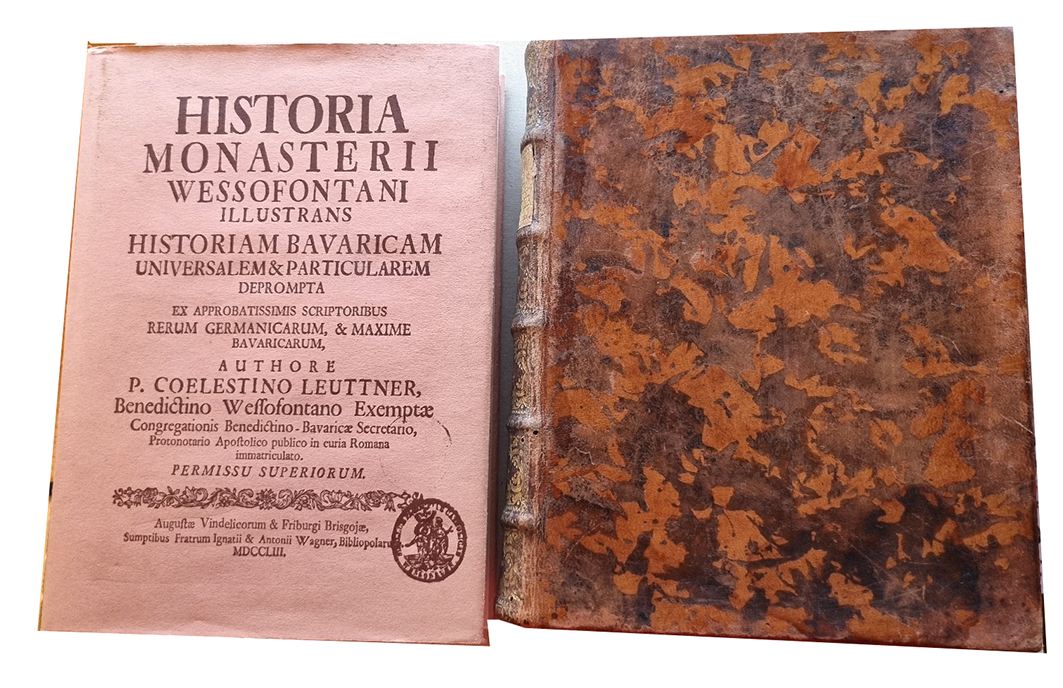 HISTORIA
MONASTERII
WESSOFONTANI
ILLUSTRANS
HISTORIAM BAVARICAM
UNIVERSALEM & PARTICULAREM
DEPROMPTA
EX APPROBATISSIMIS SCRIPTORIBUS
RERUM GERMANICARUM, & MAXIME
BAVARICARUM,
AUTHORE
P. COELESTINO LEUTTNER,
Benedictino Weſſofontano Exemptæ
Congregationis Benedictino-Bavaricæ Secretario,
Protonotario Apoſtolico publico in curia Romana
immatriculato.
PERMISSU SUPERIORUM.
Auguſtæ Vindelicorum & Friburgi Brisgojæ,
Sumptibus Fratrum Ignatii & Antonii Wagner,
MDCCLIII.